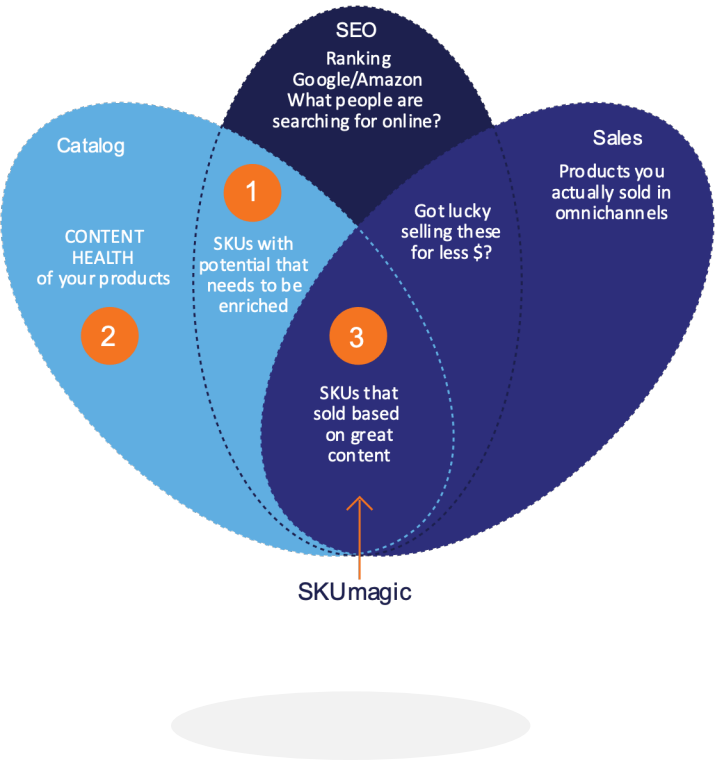 SEO
Ranking
Google/Amazon
What people are
searching for online?
Catalog
Sales
1
Products you
actually sold in
omnichannels
Got lucky
selling these
for less $?
CONTENT
HEALTH
of your products
SKUs with
potential that
needs to be
enriched
2
3
SKUs that
sold based
on great
content
SKUmagic